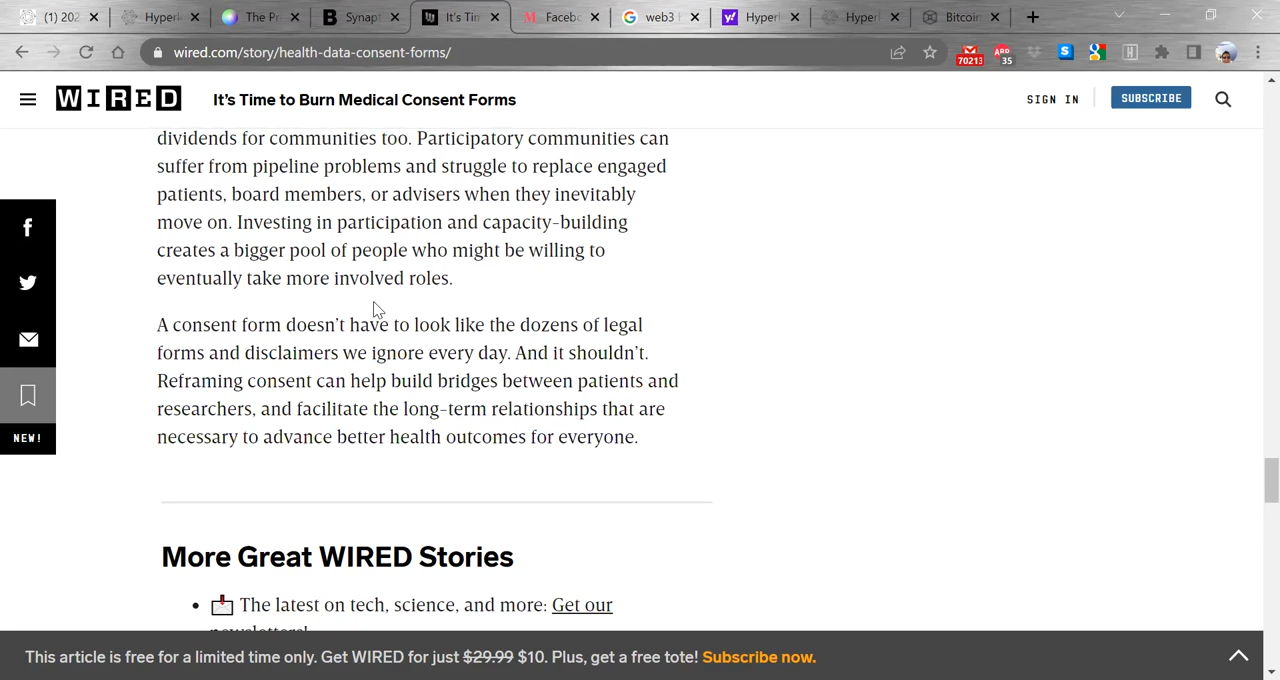 (1) 202
Hyperl
The Pr
Synapt
It's Tim
Faceb
web3 H
Hyperl
Hyperl
Bitcoin
wired.com/story/health-data-consent-forms/
70213
35
WIRED
It's Time to Burn Medical Consent Forms
SIGN IN
SUBSCRIBE
dividends for communities too. Participatory communities can
suffer from pipeline problems and struggle to replace engaged
patients, board members, or advisers when they inevitably
move on. Investing in participation and capacity-building
creates a bigger pool of people who might be willing to
eventually take more involved roles.
A consent form doesn't have to look like the dozens of legal
forms and disclaimers we ignore every day. And it shouldn't.
Reframing consent can help build bridges between patients and
researchers, and facilitate the long-term relationships that are
necessary to advance better health outcomes for everyone.
NEW!
More Great WIRED Stories
• The latest on tech, science, and more: Get our
newsletters!
This article is free for a limited time only. Get WIRED for just $29.99 $10. Plus, get a free tote! Subscribe now.